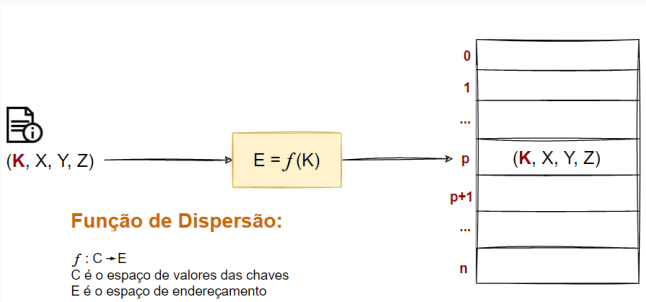 0
1
...
(K, X, Y, Z)
E = f(K)
p
(K, X, Y, Z)
p+1
...
n
Função de Dispersão:
f : C→E
C é o espaço de valores das chaves
E é o espaço de endereçamento